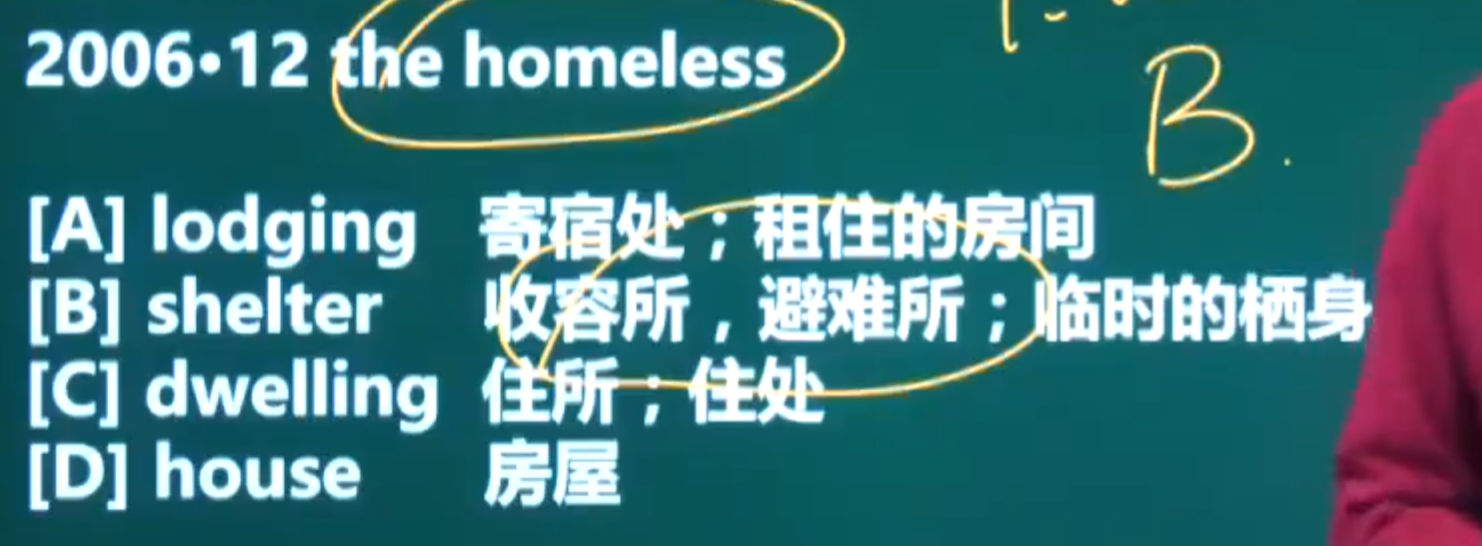 2006•12 the homeless
B.
[A] lodging 寄宿处；租住的房间
[B] shelter 收容所，避难所；临时的栖身
[C] dwelling 住所；住处
[D] house 房屋